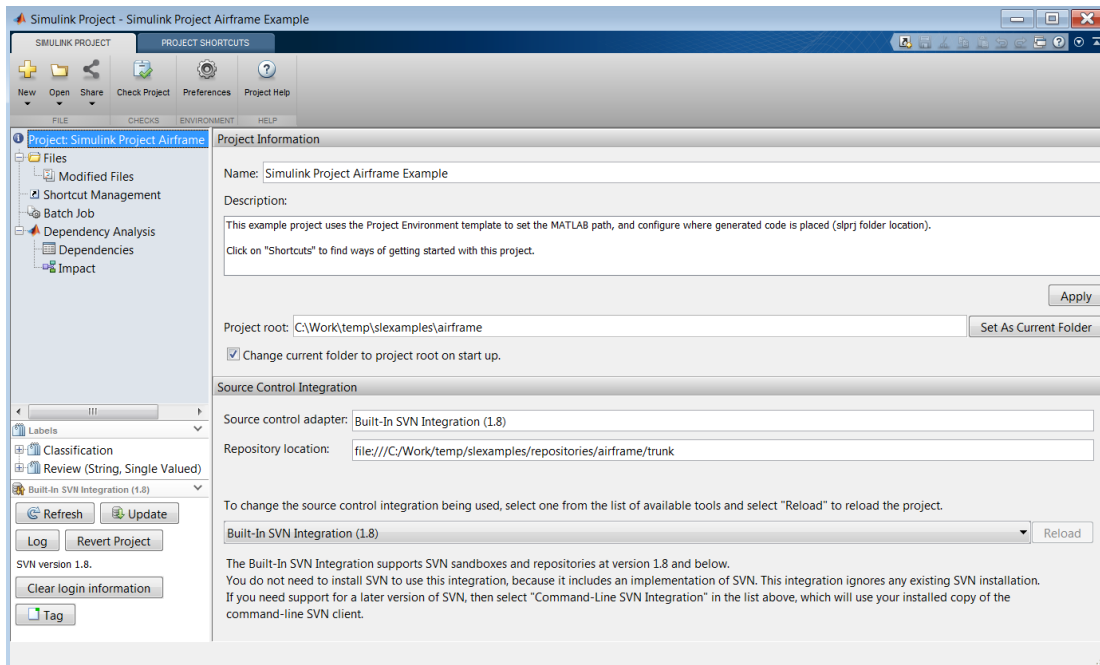 Simulink Project - Simulink Project Airframe Example
SIMULINK PROJECT
PROJECT SHORTCUTS
New
Open
Share
Check Project
Preferences
Project Help
FILE
CHECKS
ENVIRONMENT
HELP
Project: Simulink Project Airframe
Files
Modified Files
Shortcut Management
Batch Job
Dependency Analysis
Dependencies
Impact
Labels
Classification
Review (String, Single Valued)
Built-In SVN Integration (1.8)
Refresh
Update
Log
Revert Project
SVN version 1.8.
Clear login information
Tag
Project Information
Name: Simulink Project Airframe Example
Description:
This example project uses the Project Environment template to set the MATLAB path, and configure where generated code is placed (slprj folder location).
Click on "Shortcuts" to find ways of getting started with this project.
Apply
Project root: C:\Work\temp\slexamples\airframe
Set As Current Folder
Change current folder to project root on start up.
Source Control Integration
Source control adapter: Built-In SVN Integration (1.8)
Repository location: file:///C:/Work/temp/slexamples/repositories/airframe/trunk
To change the source control integration being used, select one from the list of available tools and select "Reload" to reload the project.
Built-In SVN Integration (1.8)
Reload
The Built-In SVN Integration supports SVN sandboxes and repositories at version 1.8 and below.
You do not need to install SVN to use this integration, because it includes an implementation of SVN. This integration ignores any existing SVN installation.
If you need support for a later version of SVN, then select "Command-Line SVN Integration" in the list above, which will use your installed copy of the
command-line SVN client.